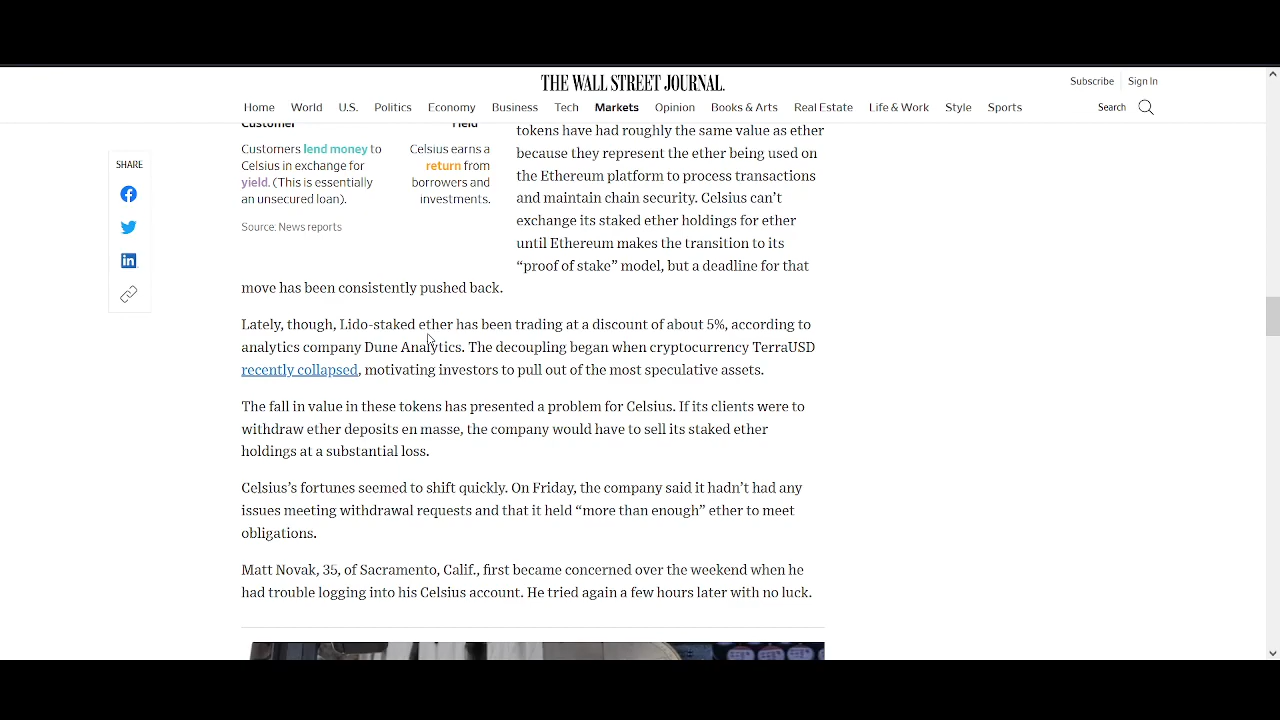 THE WALL STREET JOURNAL.
Subscribe Sign In
Home World U.S. Politics Economy Business Tech Markets Opinion Books & Arts Real Estate Life & Work Style Sports Search
SHARE
Customer Yield
Customers lend money to
Celsius in exchange for
yield. (This is essentially
an unsecured loan).
Celsius earns a
return from
borrowers and
investments.
Source: News reports
tokens have had roughly the same value as ether
because they represent the ether being used on
the Ethereum platform to process transactions
and maintain chain security. Celsius can’t
exchange its staked ether holdings for ether
until Ethereum makes the transition to its
“proof of stake” model, but a deadline for that
move has been consistently pushed back.
Lately, though, Lido-staked ether has been trading at a discount of about 5%, according to
analytics company Dune Analytics. The decoupling began when cryptocurrency TerraUSD
recently collapsed, motivating investors to pull out of the most speculative assets.
The fall in value in these tokens has presented a problem for Celsius. If its clients were to
withdraw ether deposits en masse, the company would have to sell its staked ether
holdings at a substantial loss.
Celsius’s fortunes seemed to shift quickly. On Friday, the company said it hadn’t had any
issues meeting withdrawal requests and that it held “more than enough” ether to meet
obligations.
Matt Novak, 35, of Sacramento, Calif., first became concerned over the weekend when he
had trouble logging into his Celsius account. He tried again a few hours later with no luck.